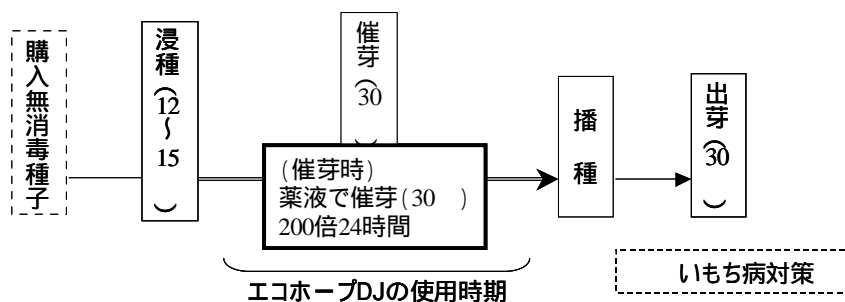 購入無消毒種子
浸種(12～15　)
催芽(30　)
(催芽時)
薬液で催芽(30　)
200倍24時間
播種
出芽(30　)
エコホープDJの使用時期
いもち病対策